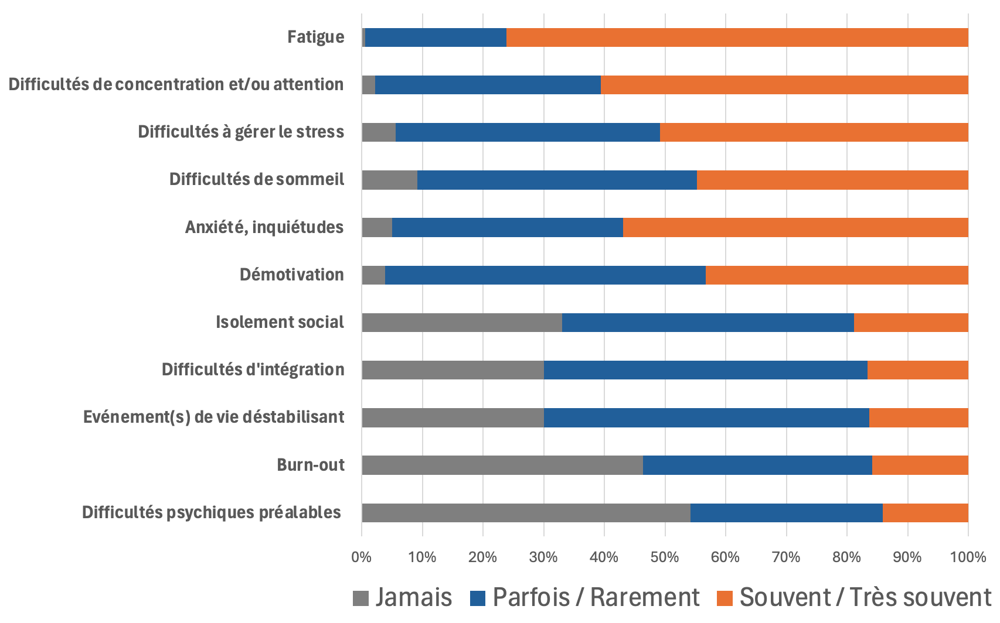 Fatigue
Difficultés de concentration et/ou attention
Difficultés à gérer le stress
Difficultés de sommeil
Anxiété, inquiétudes
Démotivation
Isolement social
Difficultés d'intégration
Evénement(s) de vie déstabilisant
Burn-out
Difficultés psychiques préalables
0% 10% 20% 30% 40% 50% 60% 70% 80% 90% 100%
Jamais Parfois / Rarement Souvent / Très souvent